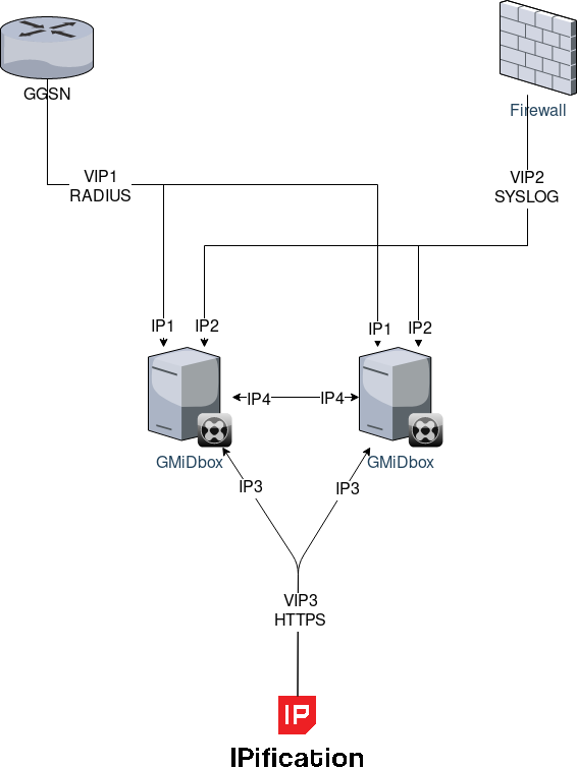 GGSN
Firewall
VIP1
RADIUS
VIP2
SYSLOG
IP1
IP2
IP1
IP2
IP4
IP4
GMiDbox
GMiDbox
IP3
IP3
VIP3
HTTPS
IP
IPification